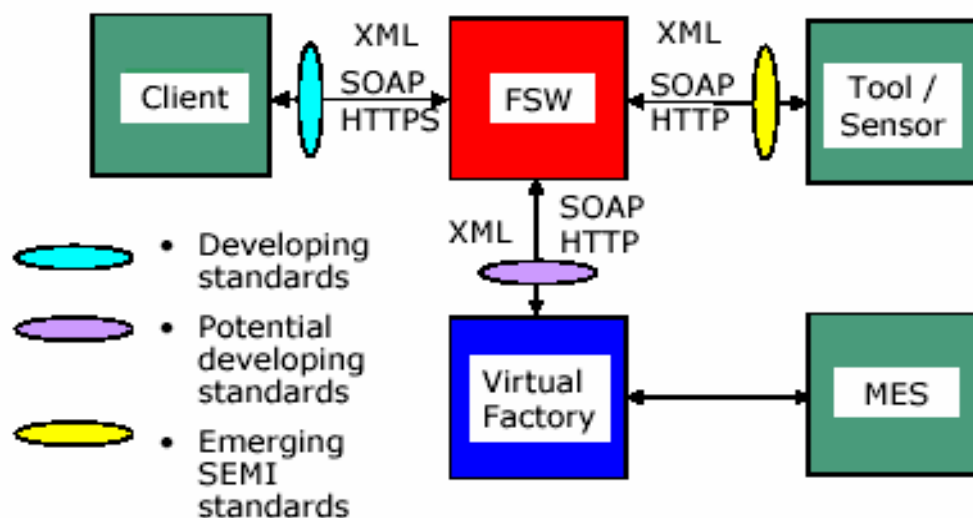 Client
XML
SOAP
HTTPS
FSW
XML
SOAP
HTTP
Tool /
Sensor
XML
SOAP
HTTP
• Developing
standards
• Potential
developing
standards
• Emerging
SEMI
standards
Virtual
Factory
MES